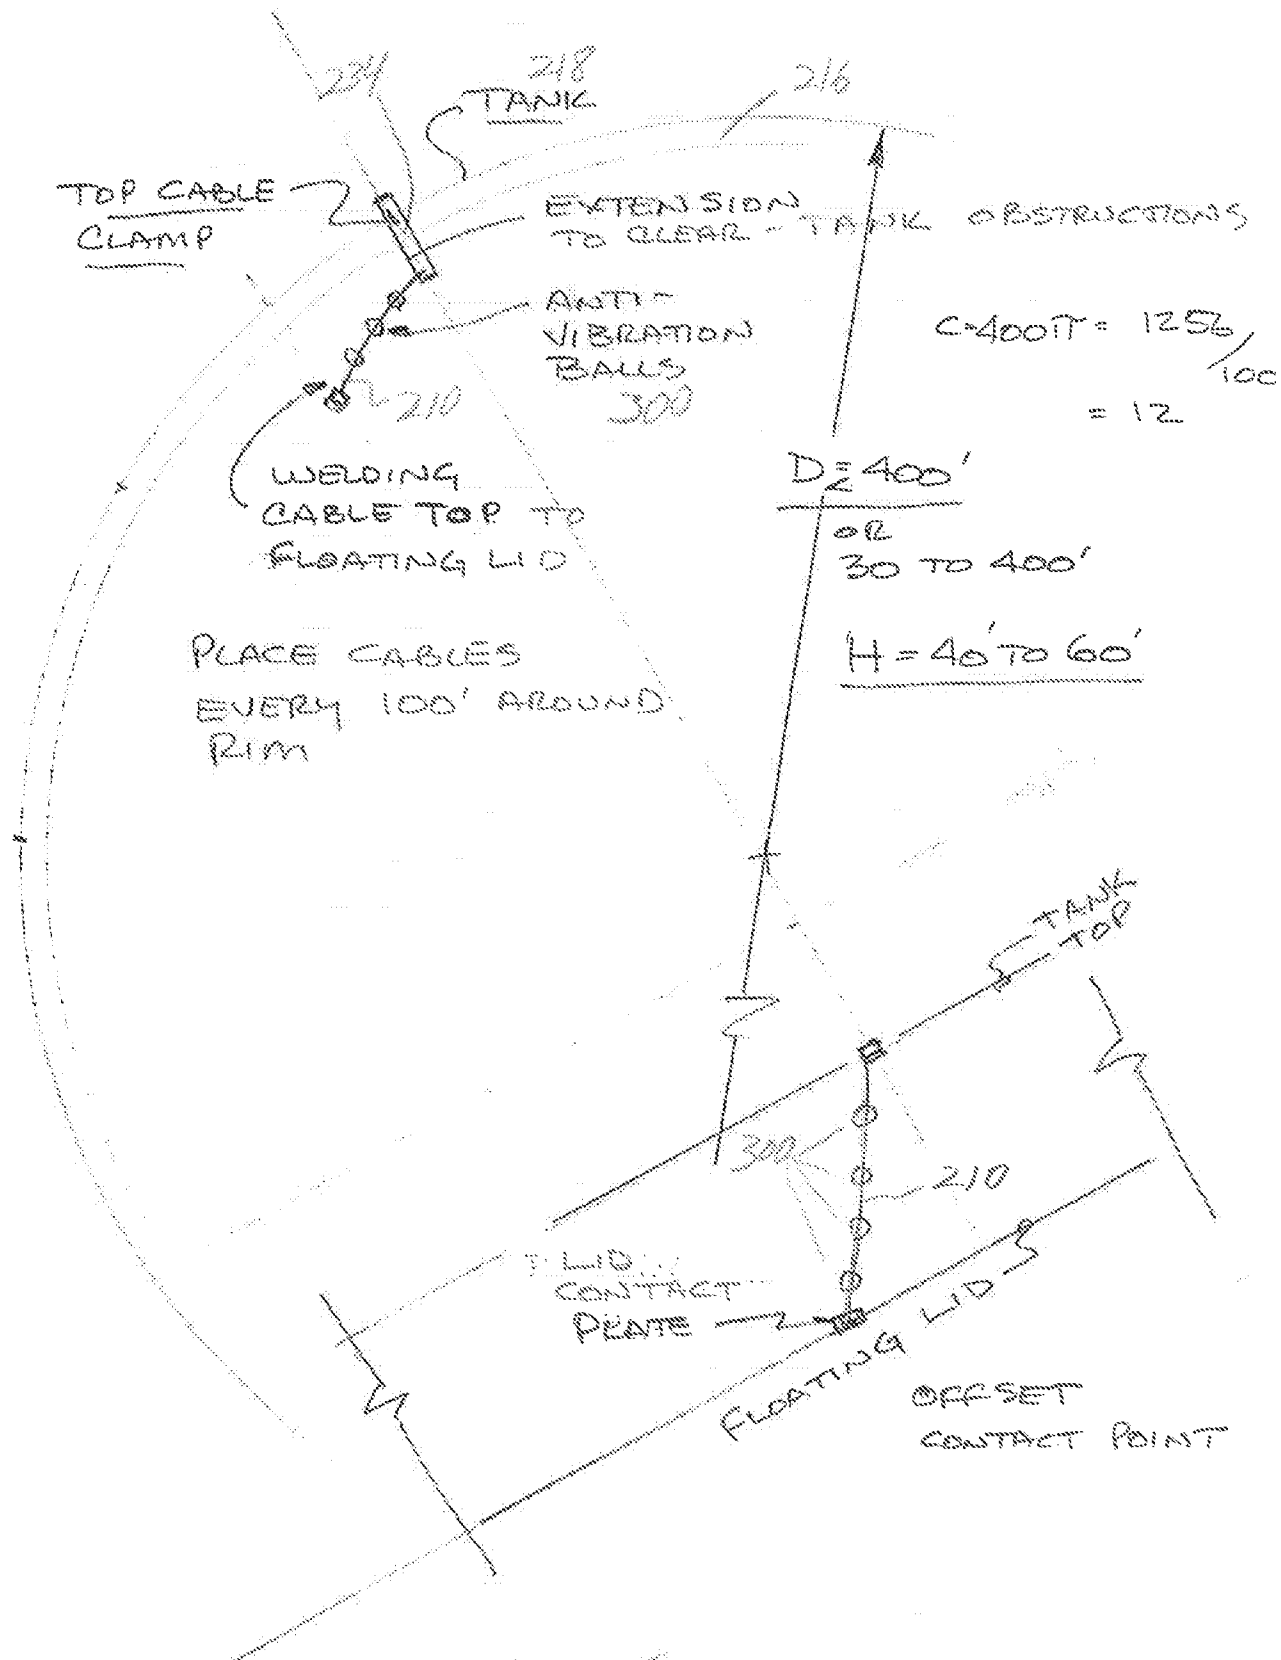 234
218
TANK
216
TOP CABLE
CLAMP
EXTENSION
TO CLEAR - TANK OBSTRUCTIONS
ANTI-
VIBRATION
BALLS
300
210
C=400π = 1256/100
= 12
WELDING
CABLE TOP TO
FLOATING LID
D≤400'
OR
30 TO 400'
H = 40' TO 60'
PLACE CABLES
EVERY 100' AROUND
RIM
TANK
TOP
300
210
LID
CONTACT
PLATE
FLOATING LID
OFFSET
CONTACT POINT